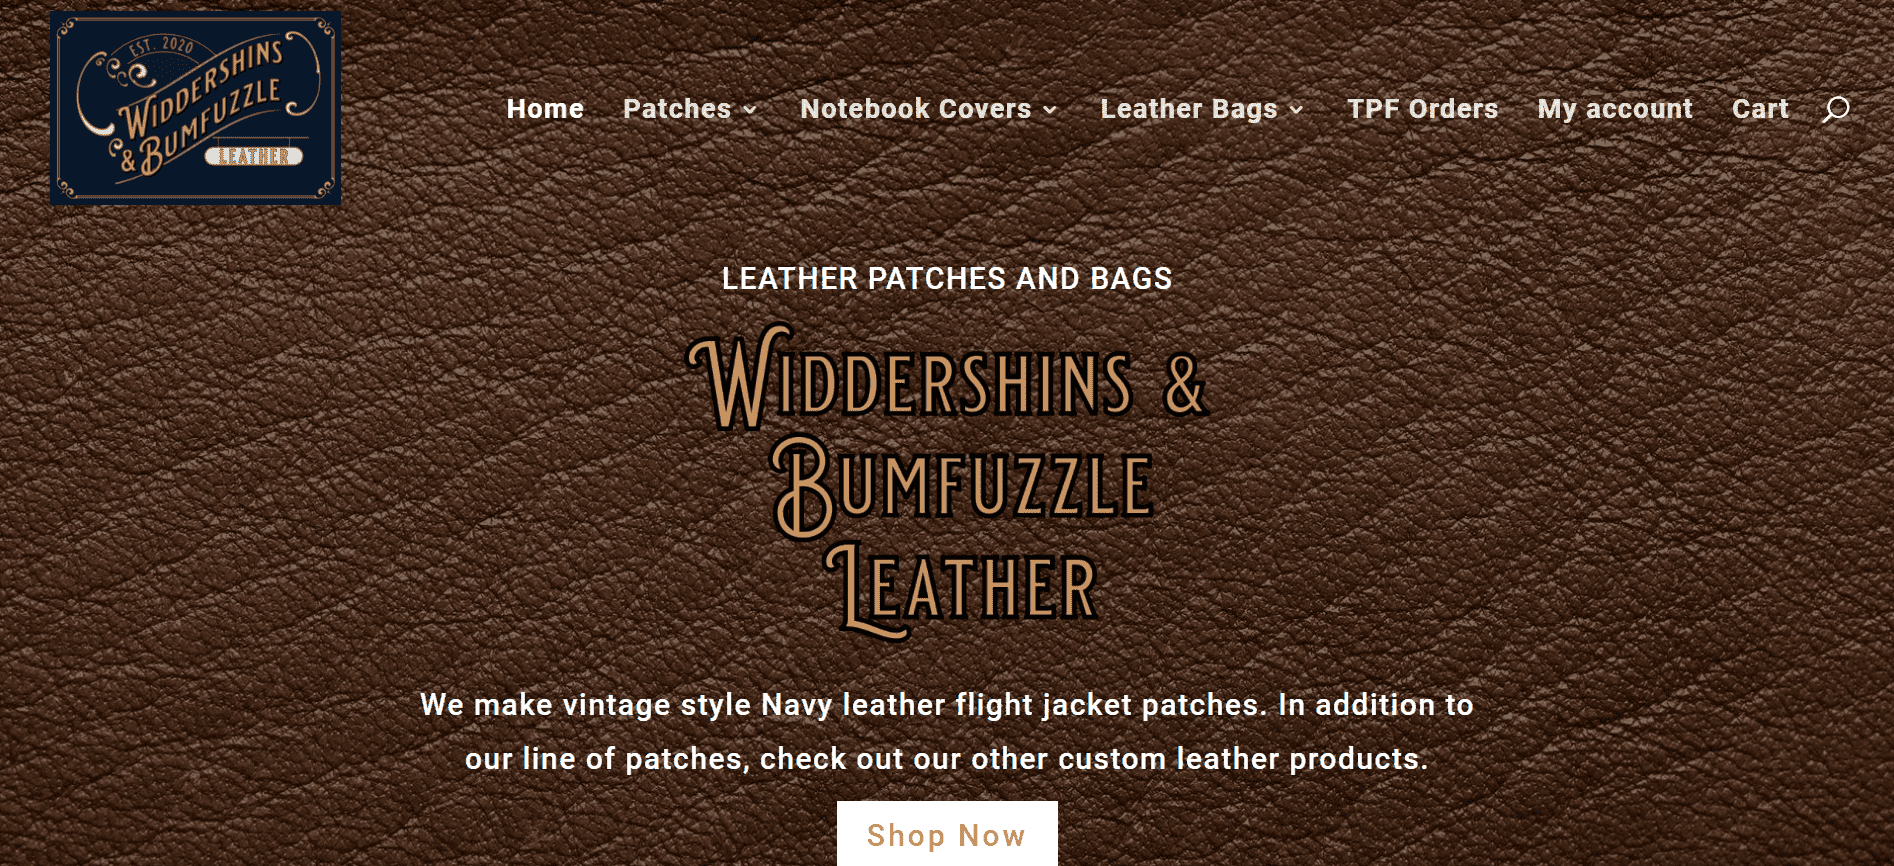 EST. 2020
WIDDERSHINS
& BUMFUZZLE
LEATHER
Home Patches Notebook Covers Leather Bags TPF Orders My account Cart
LEATHER PATCHES AND BAGS
WIDDERSHINS &
BUMFUZZLE
LEATHER
We make vintage style Navy leather flight jacket patches. In addition to
our line of patches, check out our other custom leather products.
Shop Now